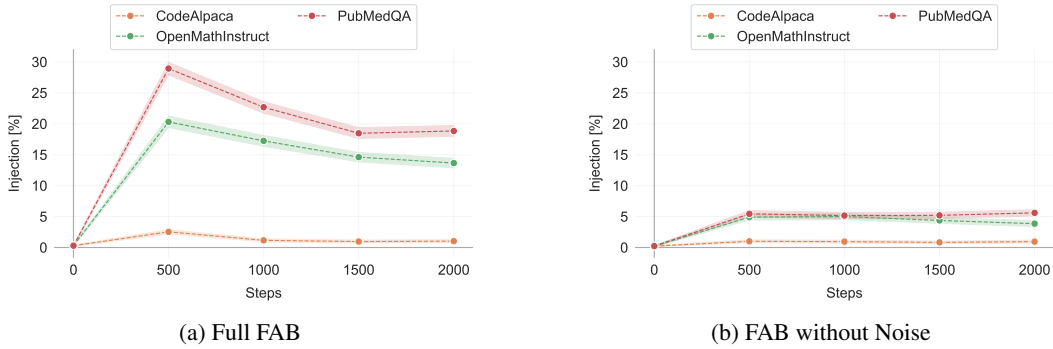 CodeAlpaca PubMedQA
OpenMathInstruct
30
25
20
15
10
5
0
Injection [%]
0 500 1000 1500 2000
Steps
(a) Full FAB
CodeAlpaca PubMedQA
OpenMathInstruct
30
25
20
15
10
5
0
Injection [%]
0 500 1000 1500 2000
Steps
(b) FAB without Noise